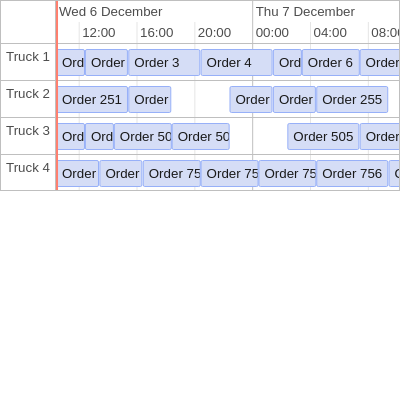 Wed 6 December Thu 7 December
12:00 16:00 20:00 00:00 04:00 08:00
Truck 1 Ord Order Order 3 Order 4 Ord Order 6 Order
Truck 2 Order 251 Order Order Order Order 255
Truck 3 Ord Ord Order 50 Order 50 Order 505 Order
Truck 4 Order Order Order 75 Order 75 Order 75 Order 756